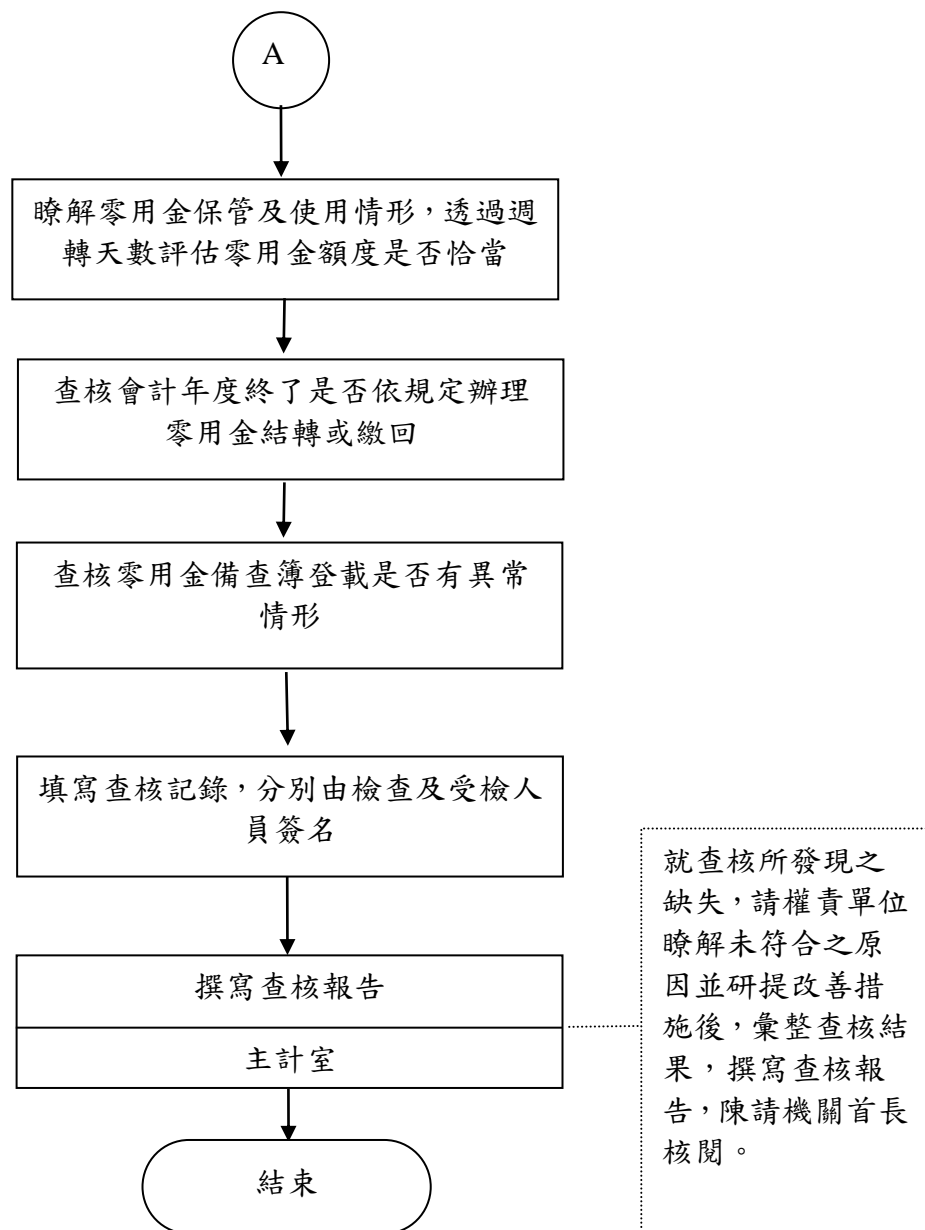 A
瞭解零用金保管及使用情形，透過週
轉天數評估零用金額度是否恰當
查核會計年度終了是否依規定辦理
零用金結轉或繳回
查核零用金備查簿登載是否有異常
情形
填寫查核記錄，分別由檢查及受檢人
員簽名
撰寫查核報告
主計室
就查核所發現之
缺失，請權責單位
瞭解未符合之原
因並研提改善措
施後，彙整查核結
果，撰寫查核報
告，陳請機關首長
核閱。
結束